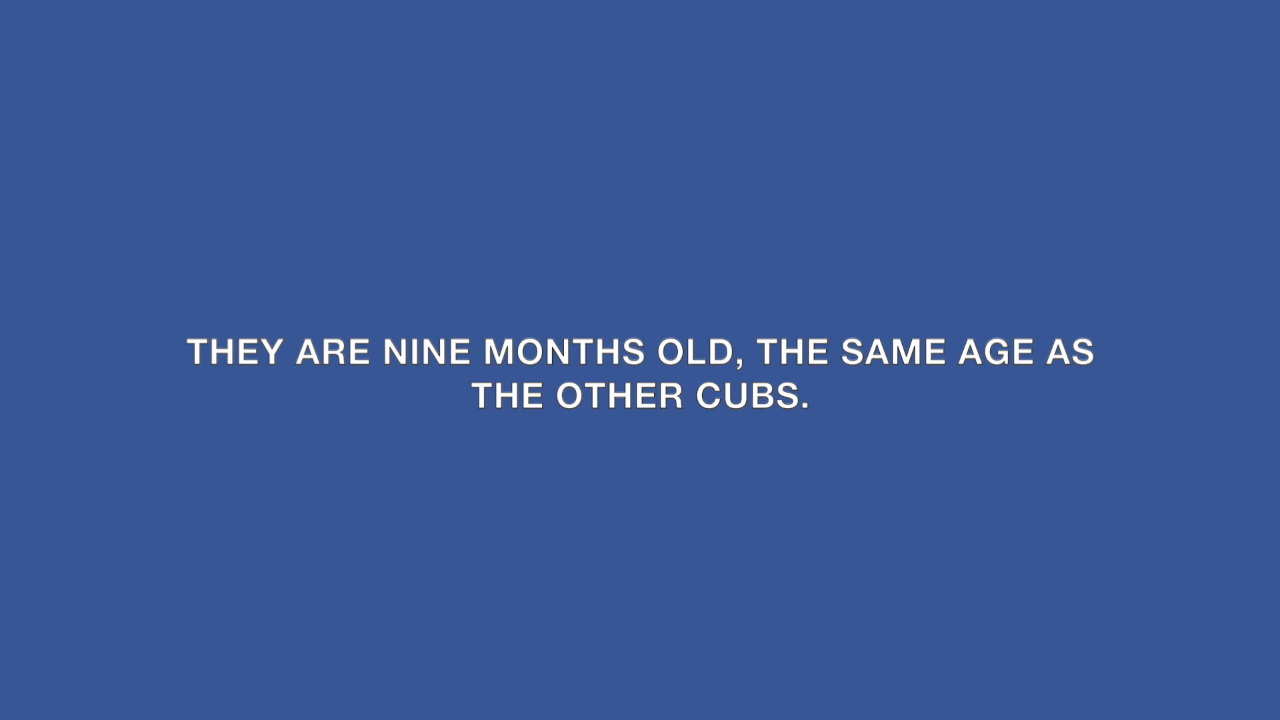 THEY ARE NINE MONTHS OLD, THE SAME AGE AS
THE OTHER CUBS.